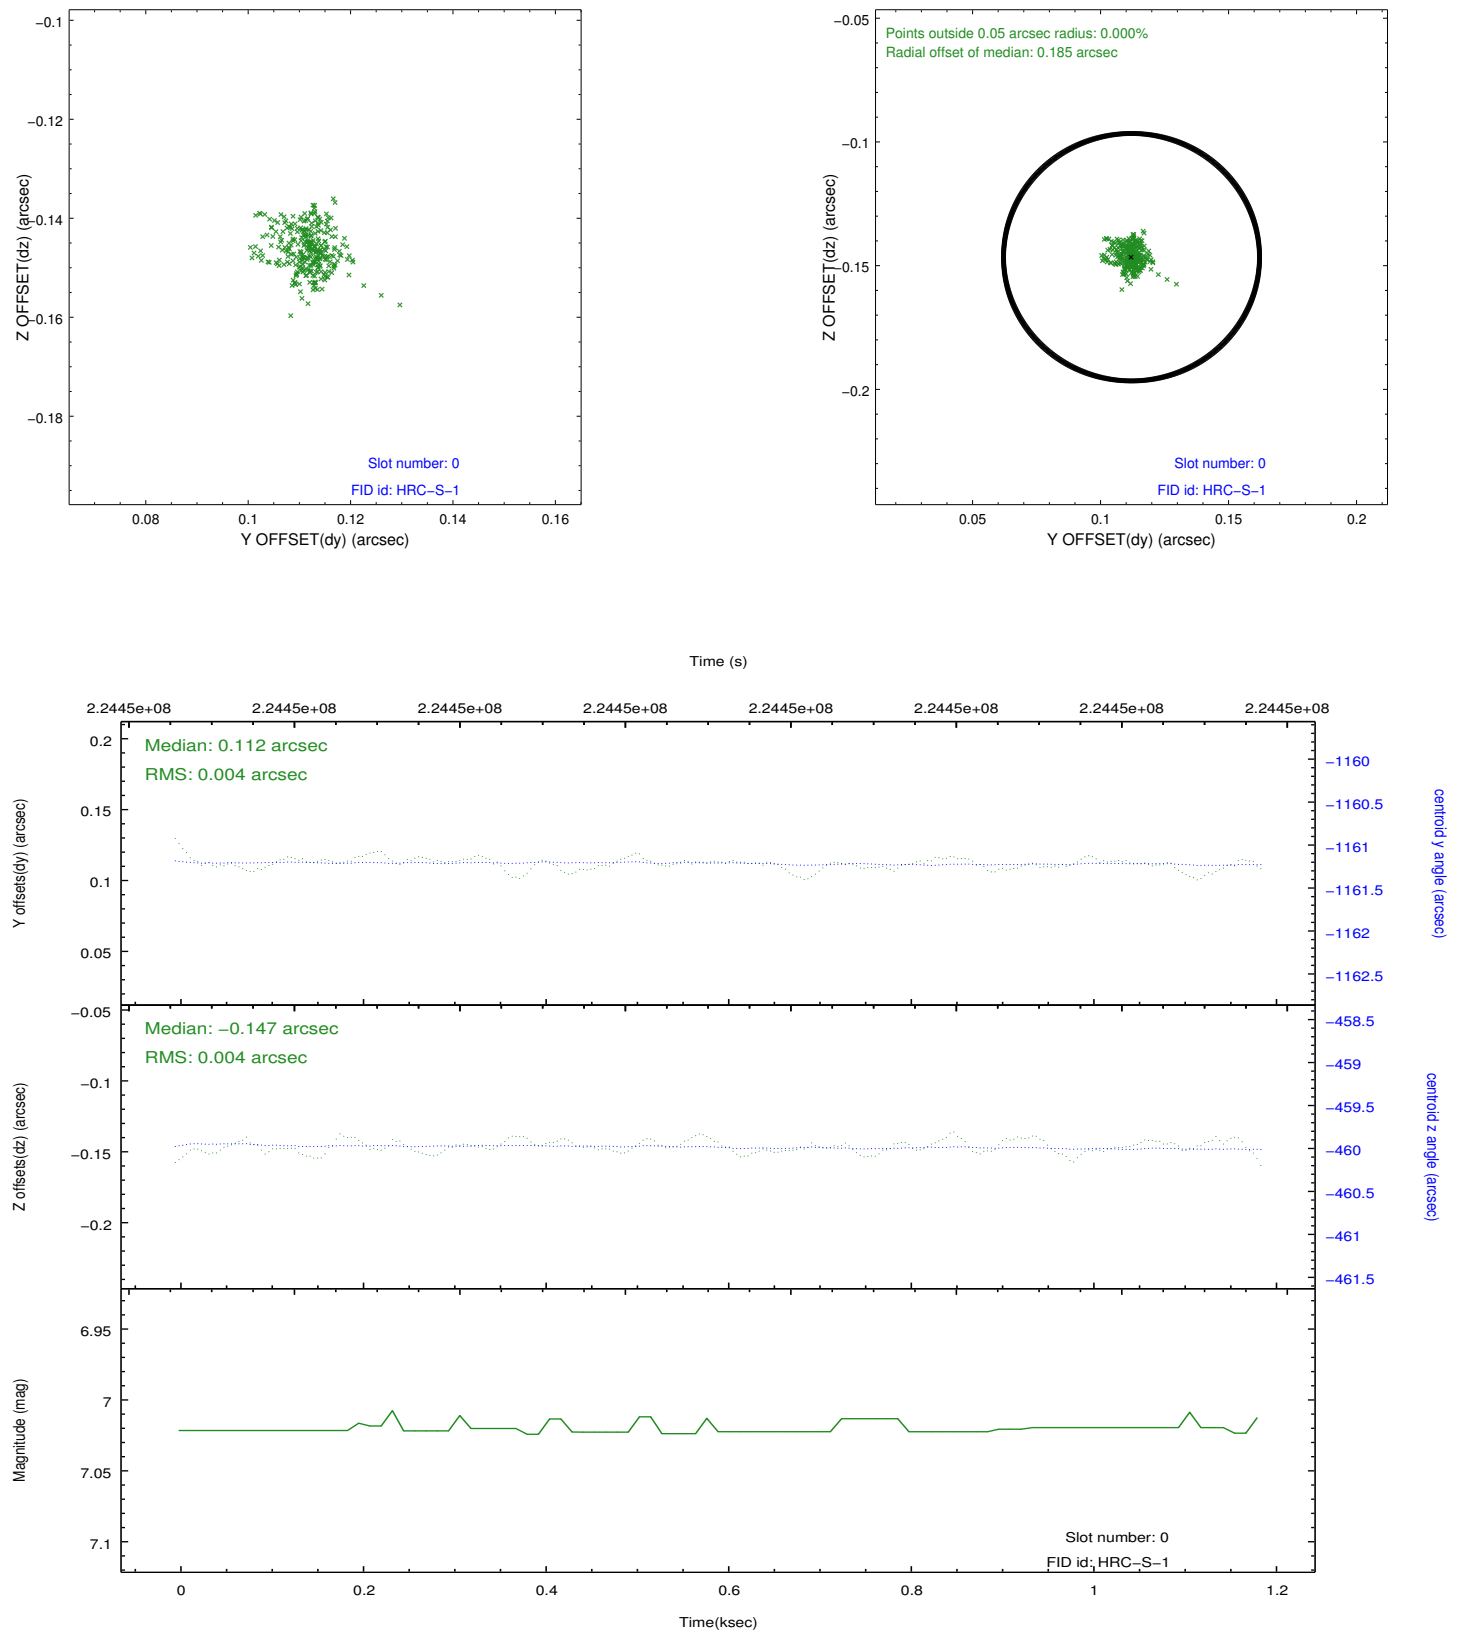 −0.1
−0.12
−0.14
−0.16
−0.18
Z OFFSET(dz) (arcsec)
Slot number: 0
FID id: HRC−S−1
0.08 0.1 0.12 0.14 0.16
Y OFFSET(dy) (arcsec)
−0.05
−0.1
−0.15
−0.2
Z OFFSET(dz) (arcsec)
Points outside 0.05 arcsec radius: 0.000%
Radial offset of median: 0.185 arcsec
Slot number: 0
FID id: HRC−S−1
0.05 0.1 0.15 0.2
Y OFFSET(dy) (arcsec)
Time (s)
2.2445e+08 2.2445e+08 2.2445e+08 2.2445e+08 2.2445e+08 2.2445e+08 2.2445e+08 2.2445e+08
Median: 0.112 arcsec
RMS: 0.004 arcsec
0.2
0.15
0.1
0.05
Y offsets(dy) (arcsec)
−1160
−1160.5
−1161
−1161.5
−1162
−1162.5
centroid y angle (arcsec)
Median: −0.147 arcsec
RMS: 0.004 arcsec
−0.05
−0.1
−0.15
−0.2
Z offsets(dz) (arcsec)
−458.5
−459
−459.5
−460
−460.5
−461
−461.5
centroid z angle (arcsec)
6.95
7
7.05
7.1
Magnitude (mag)
Slot number: 0
FID id: HRC−S−1
0 0.2 0.4 0.6 0.8 1 1.2
Time(ksec)